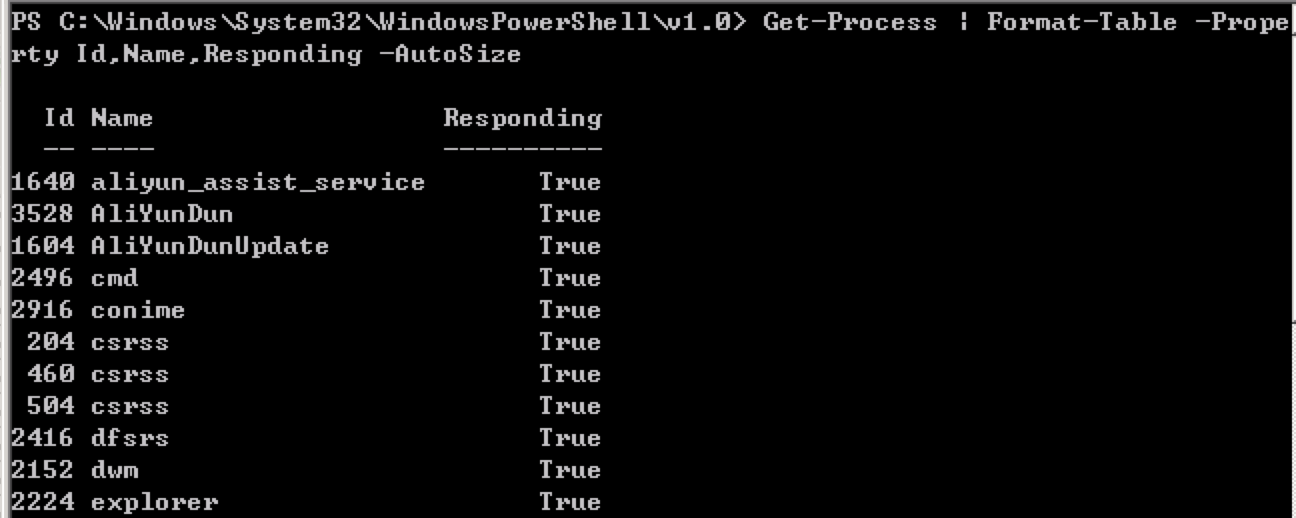 PS C:\Windows\System32\WindowsPowerShell\v1.0> Get-Process | Format-Table -Prope
rty Id,Name,Responding -AutoSize
  Id Name                  Responding
  -- ----                  ----------
1640 aliyun_assist_service       True
3528 AliYunDun                   True
1604 AliYunDunUpdate             True
2496 cmd                         True
2916 conime                      True
 204 csrss                       True
 460 csrss                       True
 504 csrss                       True
2416 dfsrs                       True
2152 dwm                         True
2224 explorer                    True